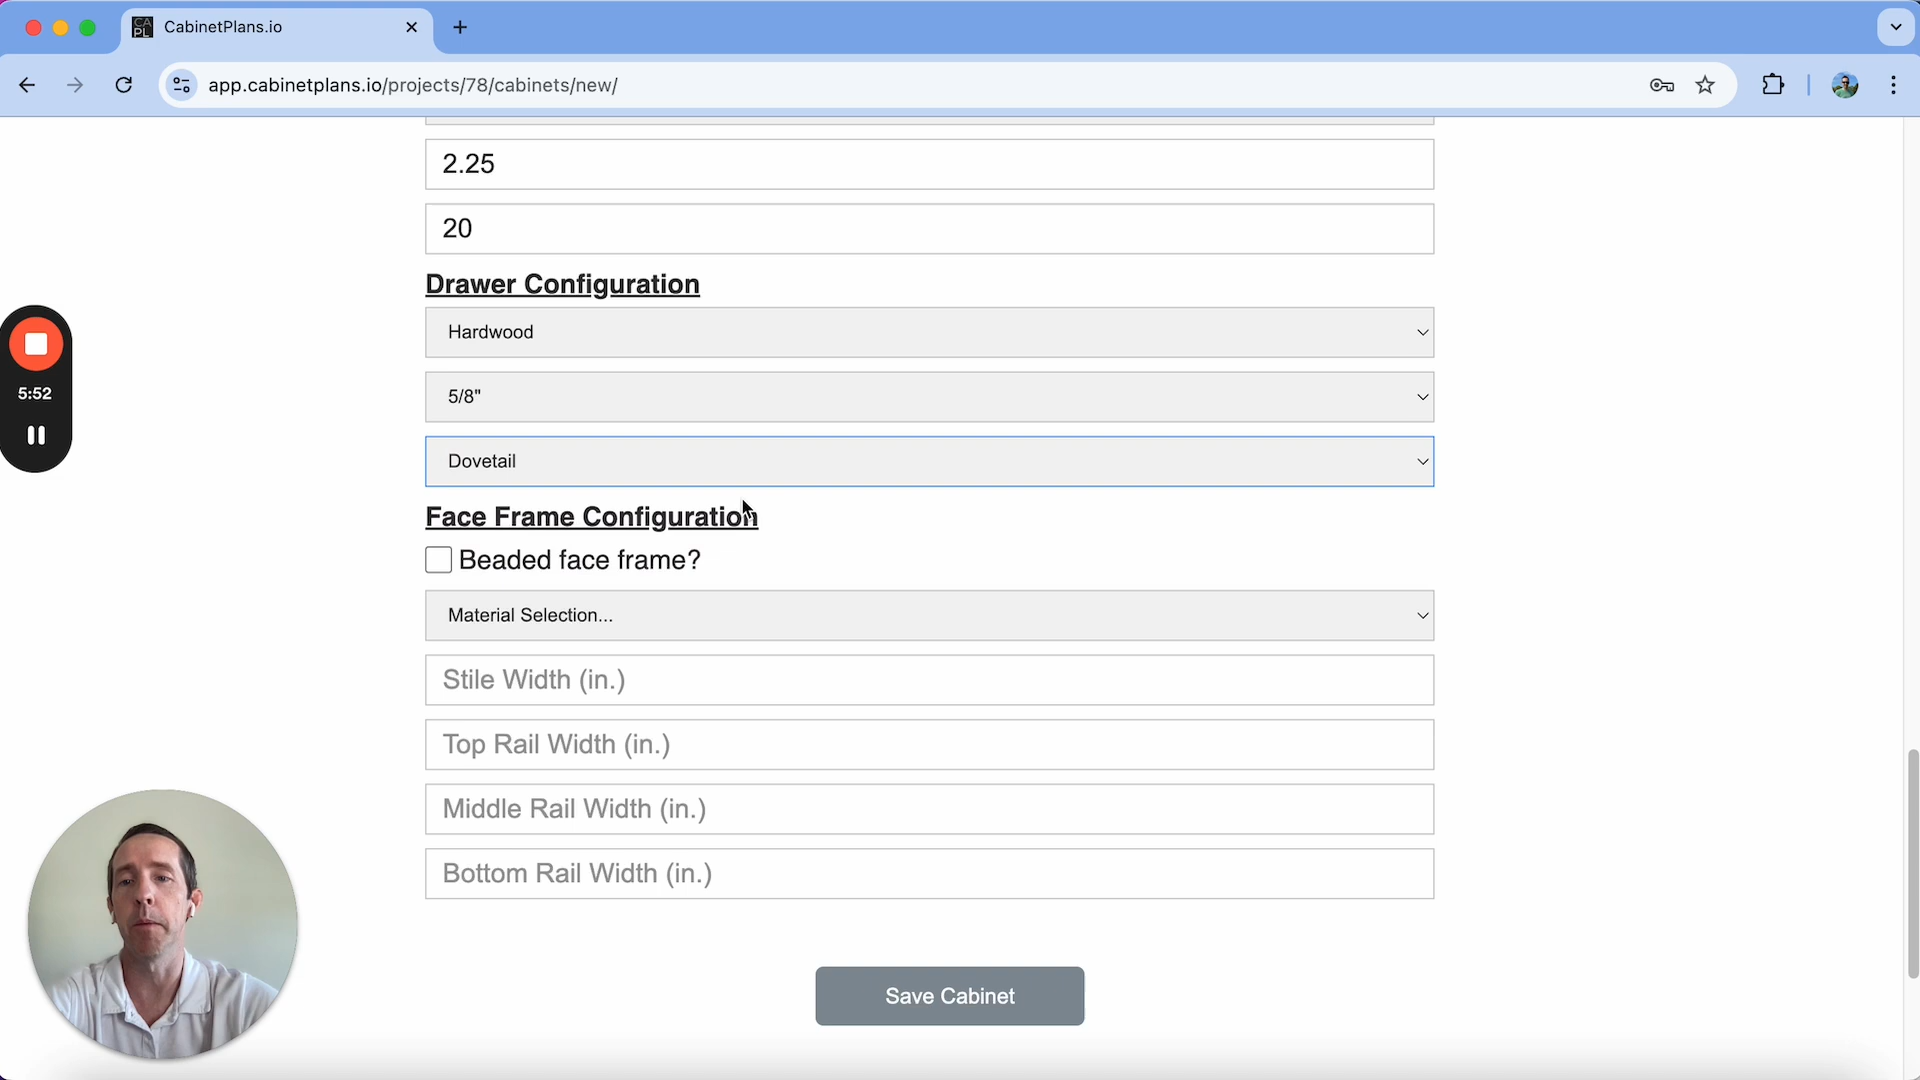 CA
PL
CabinetPlans.io
app.cabinetplans.io/projects/78/cabinets/new/
2.25
20
Drawer Configuration
Hardwood
5/8"
5:52
Dovetail
Face Frame Configuration
Beaded face frame?
Material Selection...
Stile Width (in.)
Top Rail Width (in.)
Middle Rail Width (in.)
Bottom Rail Width (in.)
Save Cabinet